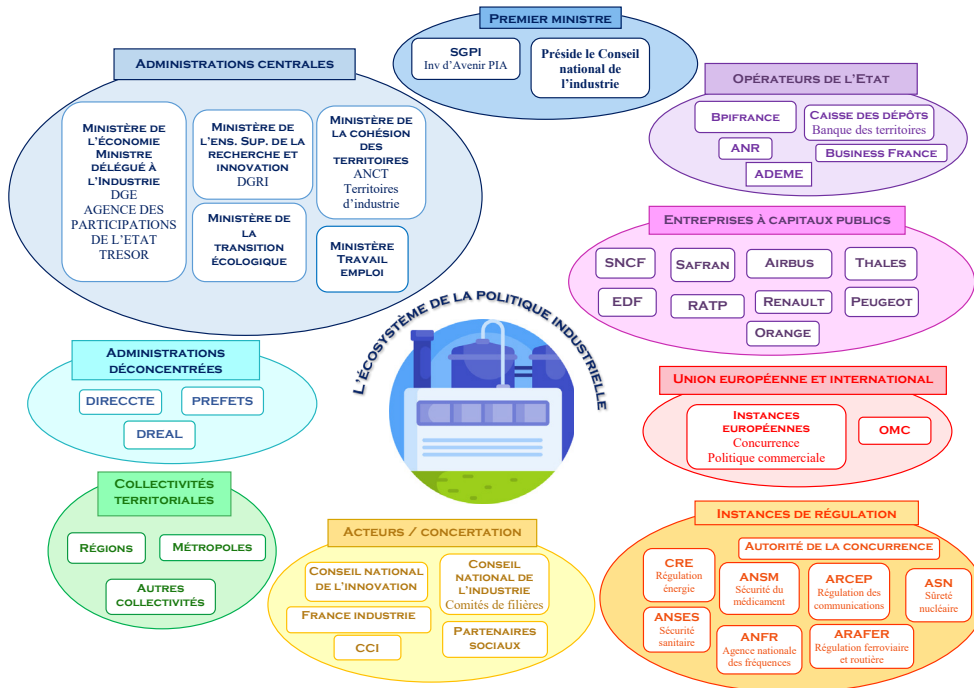 PREMIER MINISTRE
SGPI
Inv d'Avenir PIA
Préside le Conseil
national de
l'industrie
ADMINISTRATIONS CENTRALES
MINISTÈRE DE
L'ÉCONOMIE
MINISTRE
DÉLÉGUÉ À
L'INDUSTRIE
DGE
AGENCE DES
PARTICIPATIONS
DE L'ETAT
TRESOR
MINISTÈRE DE
L'ENS. SUP. DE LA
RECHERCHE ET
INNOVATION
DGRI
MINISTÈRE DE
LA COHÉSION
DES
TERRITOIRES
ANCT
Territoires
d'industrie
MINISTÈRE DE
LA
TRANSITION
ÉCOLOGIQUE
MINISTÈRE
TRAVAIL
EMPLOI
OPÉRATEURS DE L'ETAT
BPIFRANCE
CAISSE DES DÉPÔTS
Banque des territoires
ANR
BUSINESS FRANCE
ADEME
ENTREPRISES À CAPITAUX PUBLICS
SNCF
SAFRAN
AIRBUS
THALES
EDF
RATP
RENAULT
PEUGEOT
ORANGE
L'ÉCOSYSTÈME DE LA POLITIQUE INDUSTRIELLE
ADMINISTRATIONS
DÉCONCENTRÉES
DIRECCTE
PREFETS
DREAL
UNION EUROPÉENNE ET INTERNATIONAL
INSTANCES
EUROPÉENNES
Concurrence
Politique commerciale
OMC
COLLECTIVITÉS
TERRITORIALES
RÉGIONS
MÉTROPOLES
AUTRES
COLLECTIVITÉS
ACTEURS / CONCERTATION
CONSEIL NATIONAL
DE L'INNOVATION
CONSEIL
NATIONAL DE
L'INDUSTRIE
Comités de filières
FRANCE INDUSTRIE
CCI
PARTENAIRES
SOCIAUX
INSTANCES DE RÉGULATION
AUTORITÉ DE LA CONCURRENCE
CRE
Régulation
énergie
ANSM
Sécurité du
médicament
ARCEP
Régulation des
communications
ASN
Sûreté
nucléaire
ANSES
Sécurité
sanitaire
ANFR
Agence nationale
des fréquences
ARAFER
Régulation ferroviaire
et routière